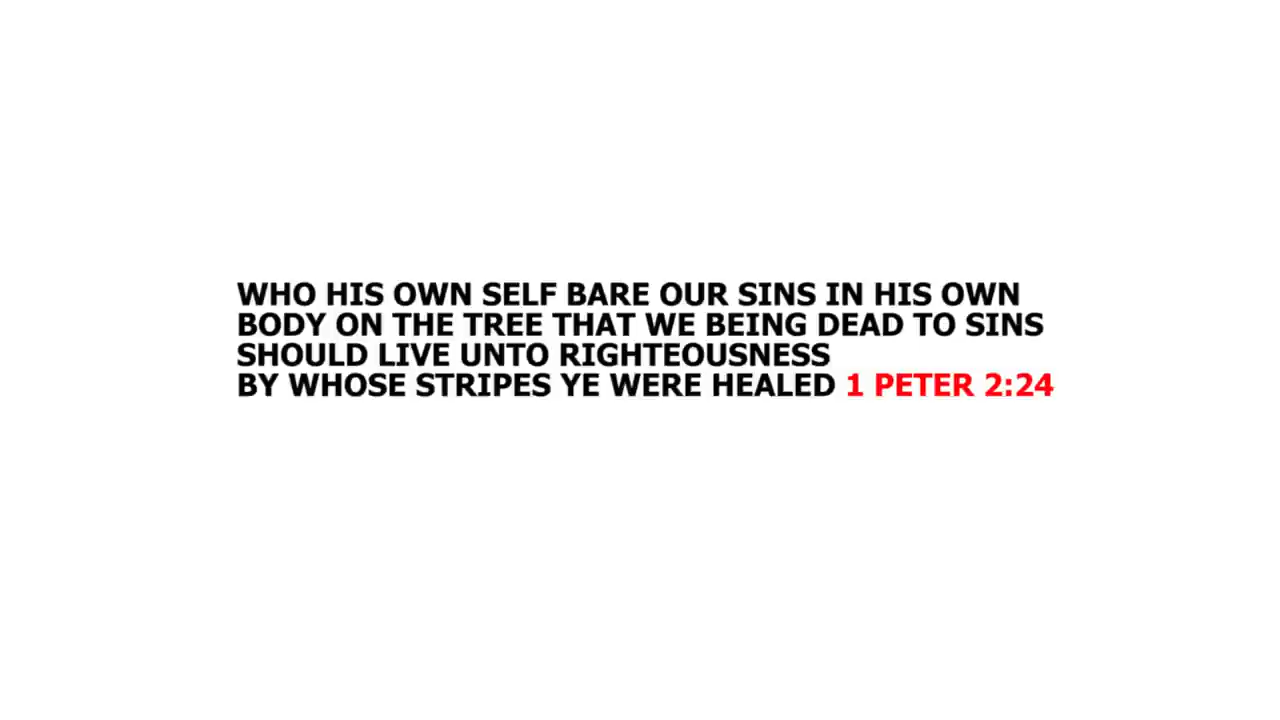 WHO HIS OWN SELF BARE OUR SINS IN HIS OWN
BODY ON THE TREE THAT WE BEING DEAD TO SINS
SHOULD LIVE UNTO RIGHTEOUSNESS
BY WHOSE STRIPES YE WERE HEALED 1 PETER 2:24